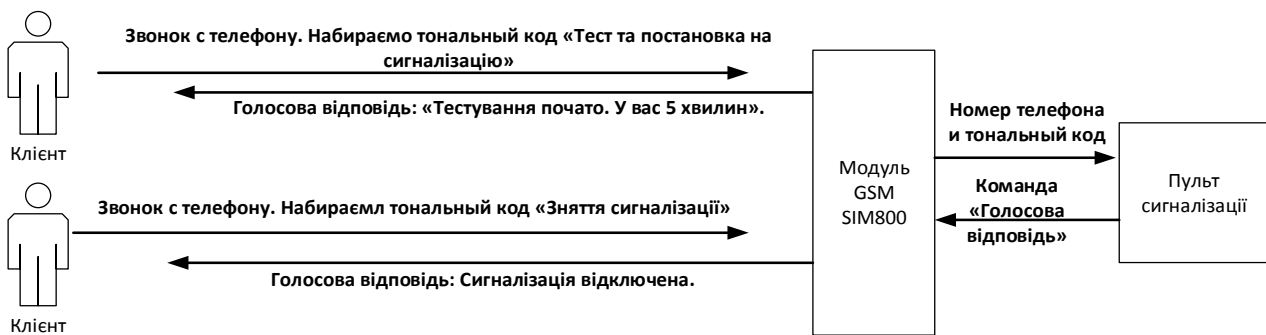 Звонок с телефону. Набираємо тональный код «Тест та постановка на
сигналізацію»
Голосова відповідь: «Тестування почато. У вас 5 хвилин».
Клієнт
Звонок с телефону. Набираємл тональный код «Зняття сигналізації»
Голосова відповідь: Сигналізація відключена.
Клієнт
Модуль
GSM
SIM800
Номер телефона
и тональный код
Команда
«Голосова
відповідь»
Пульт
сигналізації